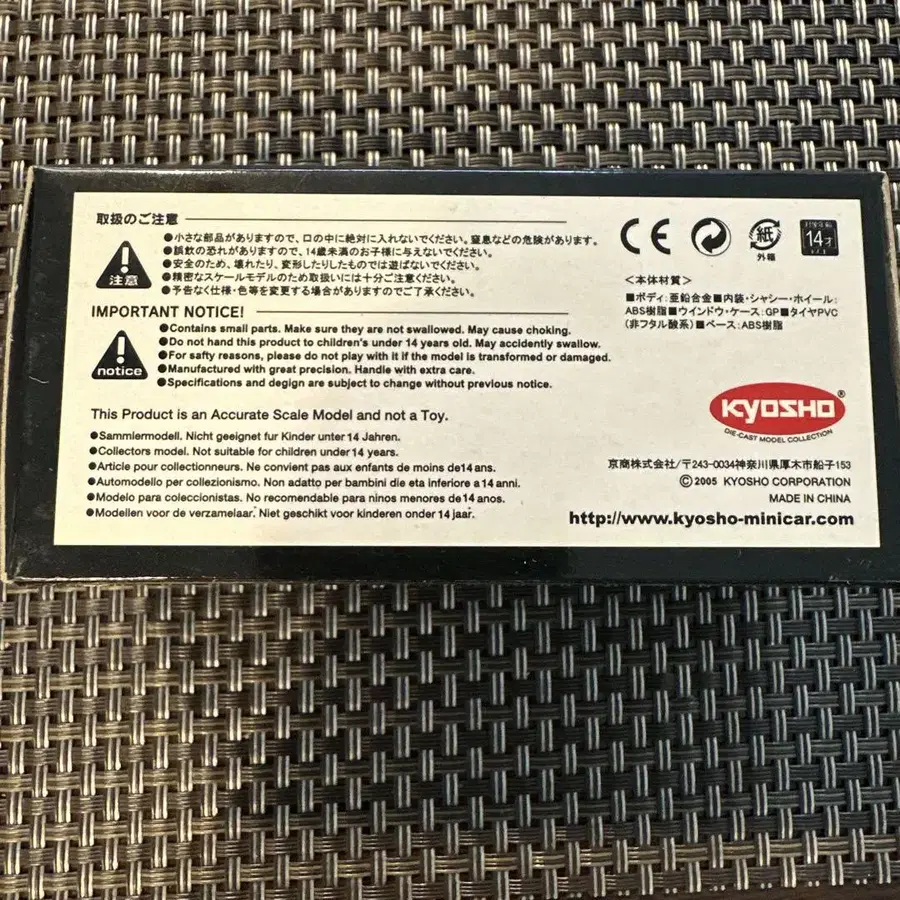 取扱のご注意
注意
●小さな部品がありますので、口の中に絶対に入れないでください。窒息などの危険があります。
●誤飲の恐れがありますので、14歳未満のお子様に与えないでください。
●安全のため、壊れたり、変形したりしたものでは遊ばないでください。
●精密なスケールモデルのため取扱いには十分ご注意ください。
●予告なく仕様・色等を変更する場合がありますのでご了承ください。
IMPORTANT NOTICE!
notice
●Contains small parts. Make sure they are not swallowed. May cause choking.
●Do not hand this product to children's under 14 years old. May accidently swallow.
●For safty reasons, please do not play with it if the model is transformed or damaged.
●Manufactured with great precision. Handle with extra care.
●Specifications and degign are subject to change without previous notice.
This Product is an Accurate Scale Model and not a Toy.
●Sammlermodell. Nicht geeignet fur Kinder unter 14 Jahren.
●Collectors model. Not suitable for children under 14 years.
●Article pour collectionneurs. Ne convient pas aux enfants de moins de14ans.
●Automodello per collezionismo. Non adatto per bambini die eta inferiore a 14 anni.
●Modelo para coleccionistas. No recomendable para ninos menores de 14 anos.
●Modellen voor de verzamelaar. Niet geschikt voor kinderen onder 14 jaar.
CE
紙
外箱
14才
＜本体材質＞
■ボディ:亜鉛合金■内装・シャシー・ホイール:
ABS樹脂■ウインドウ・ケース:GP■タイヤPVC
(非フタル酸系)■ベース:ABS樹脂
KYOSHO®
DIE-CAST MODEL COLLECTION
京商株式会社/〒243-0034神奈川県厚木市船子153
©2005 KYOSHO CORPORATION
MADE IN CHINA
http://www.kyosho-minicar.com